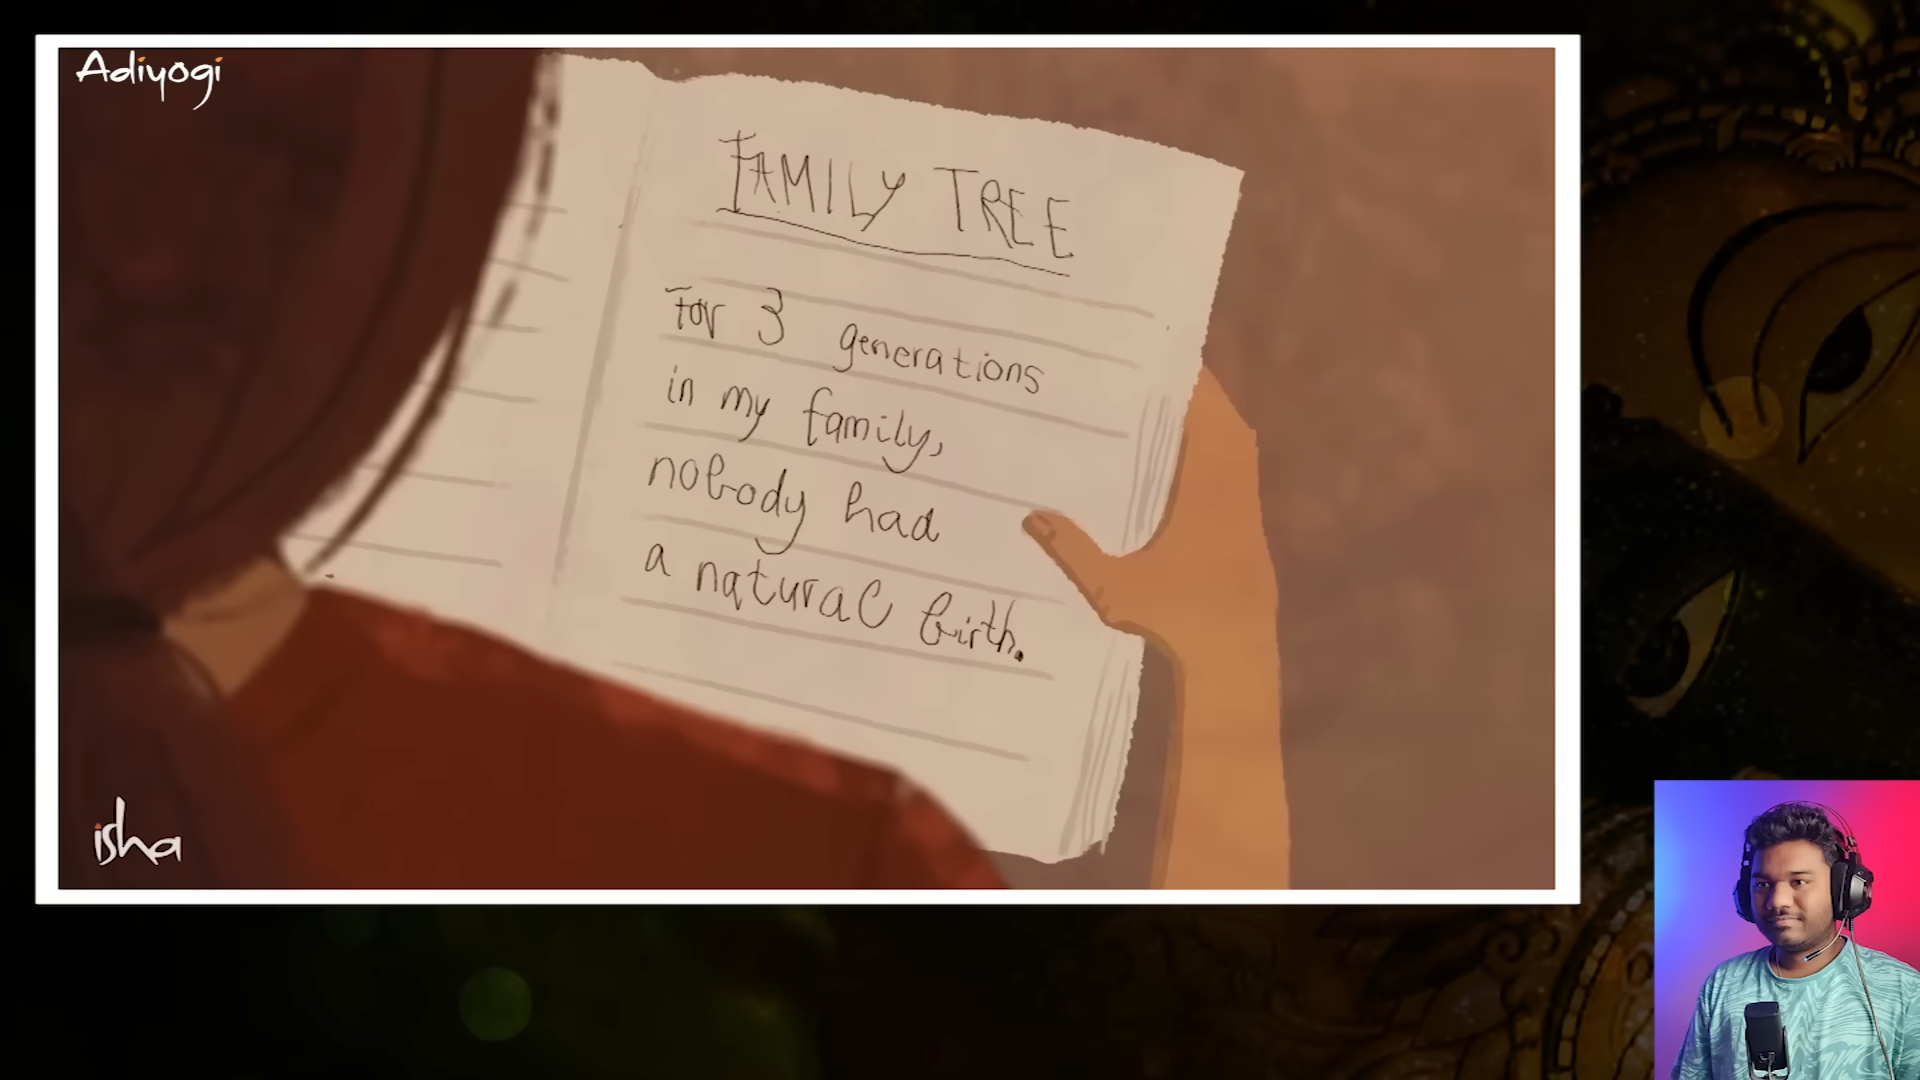 Adiyogi
FAMILY TREE
For 3 generations
in my family,
nobody had
a natural birth.
isha